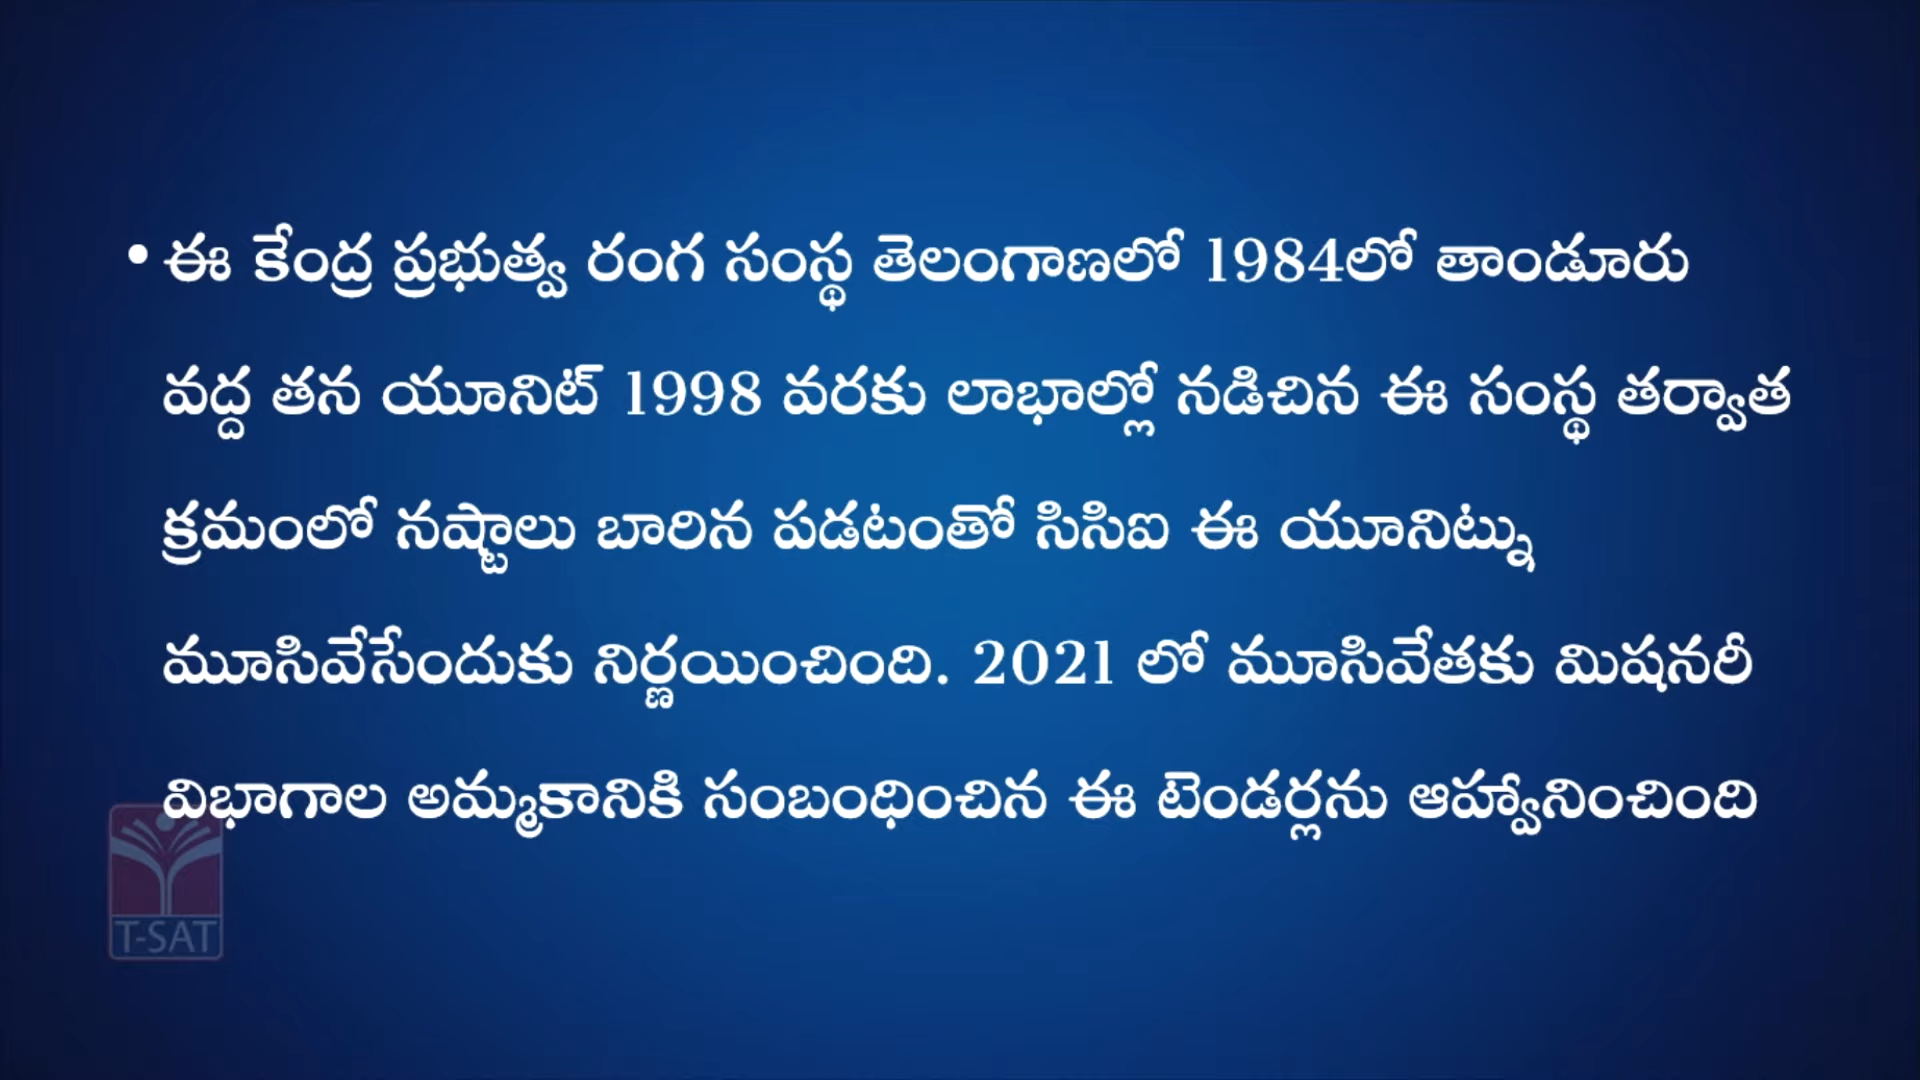 • ఈ కేంద్ర ప్రభుత్వ రంగ సంస్థ తెలంగాణలో 1984లో తాండూరు
వద్ద తన యూనిట్ 1998 వరకు లాభాల్లో నడిచిన ఈ సంస్థ తర్వాత
క్రమంలో నష్టాలు బారిన పడటంతో సిసిఐ ఈ యూనిట్ను
మూసివేసేందుకు నిర్ణయించింది. 2021 లో మూసివేతకు మిషనరీ
విభాగాల అమ్మకానికి సంబంధించిన ఈ టెండర్లను ఆహ్వానించింది
T-SAT